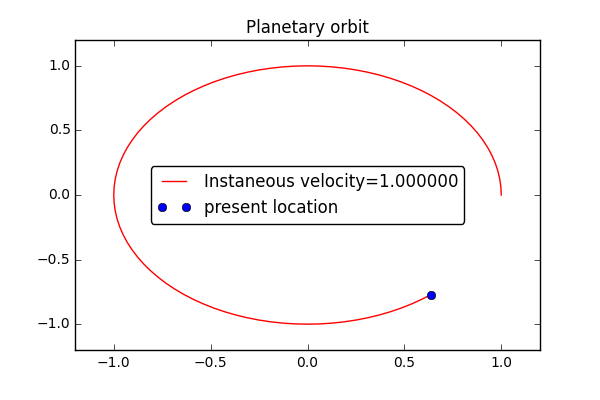 Planetary orbit
1.0
0.5
0.0
−0.5
−1.0
Instaneous velocity=1.000000
present location
−1.0 −0.5 0.0 0.5 1.0